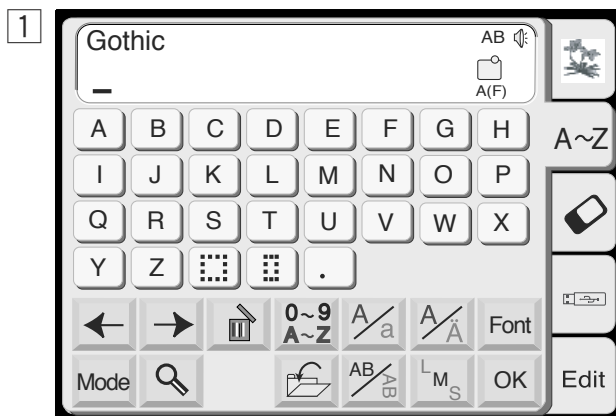 1
Gothic AB
A(F)
A B C D E F G H
A~Z
I J K L M N O P
Q R S T U V W X
Y Z .
0~9 A~Z A/a A/Ä Font
Mode AB/AB L M S OK Edit